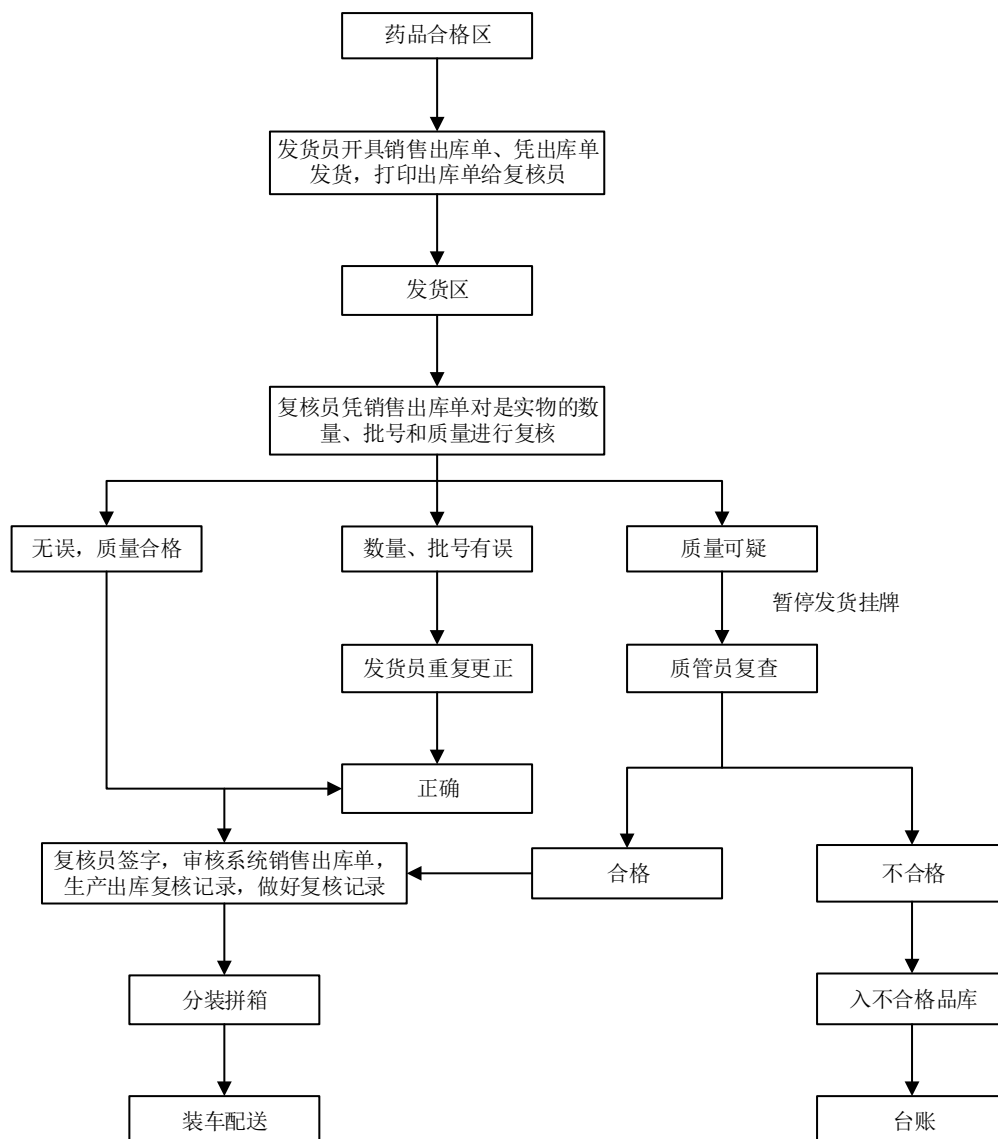 药品合格区
发货员开具销售出库单、凭出库单
发货，打印出库单给复核员
发货区
复核员凭销售出库单对是实物的数
量、批号和质量进行复核
无误，质量合格
数量、批号有误
质量可疑
暂停发货挂牌
发货员重复更正
质管员复查
正确
复核员签字，审核系统销售出库单，
生产出库复核记录，做好复核记录
合格
不合格
分装拼箱
入不合格品库
装车配送
台账